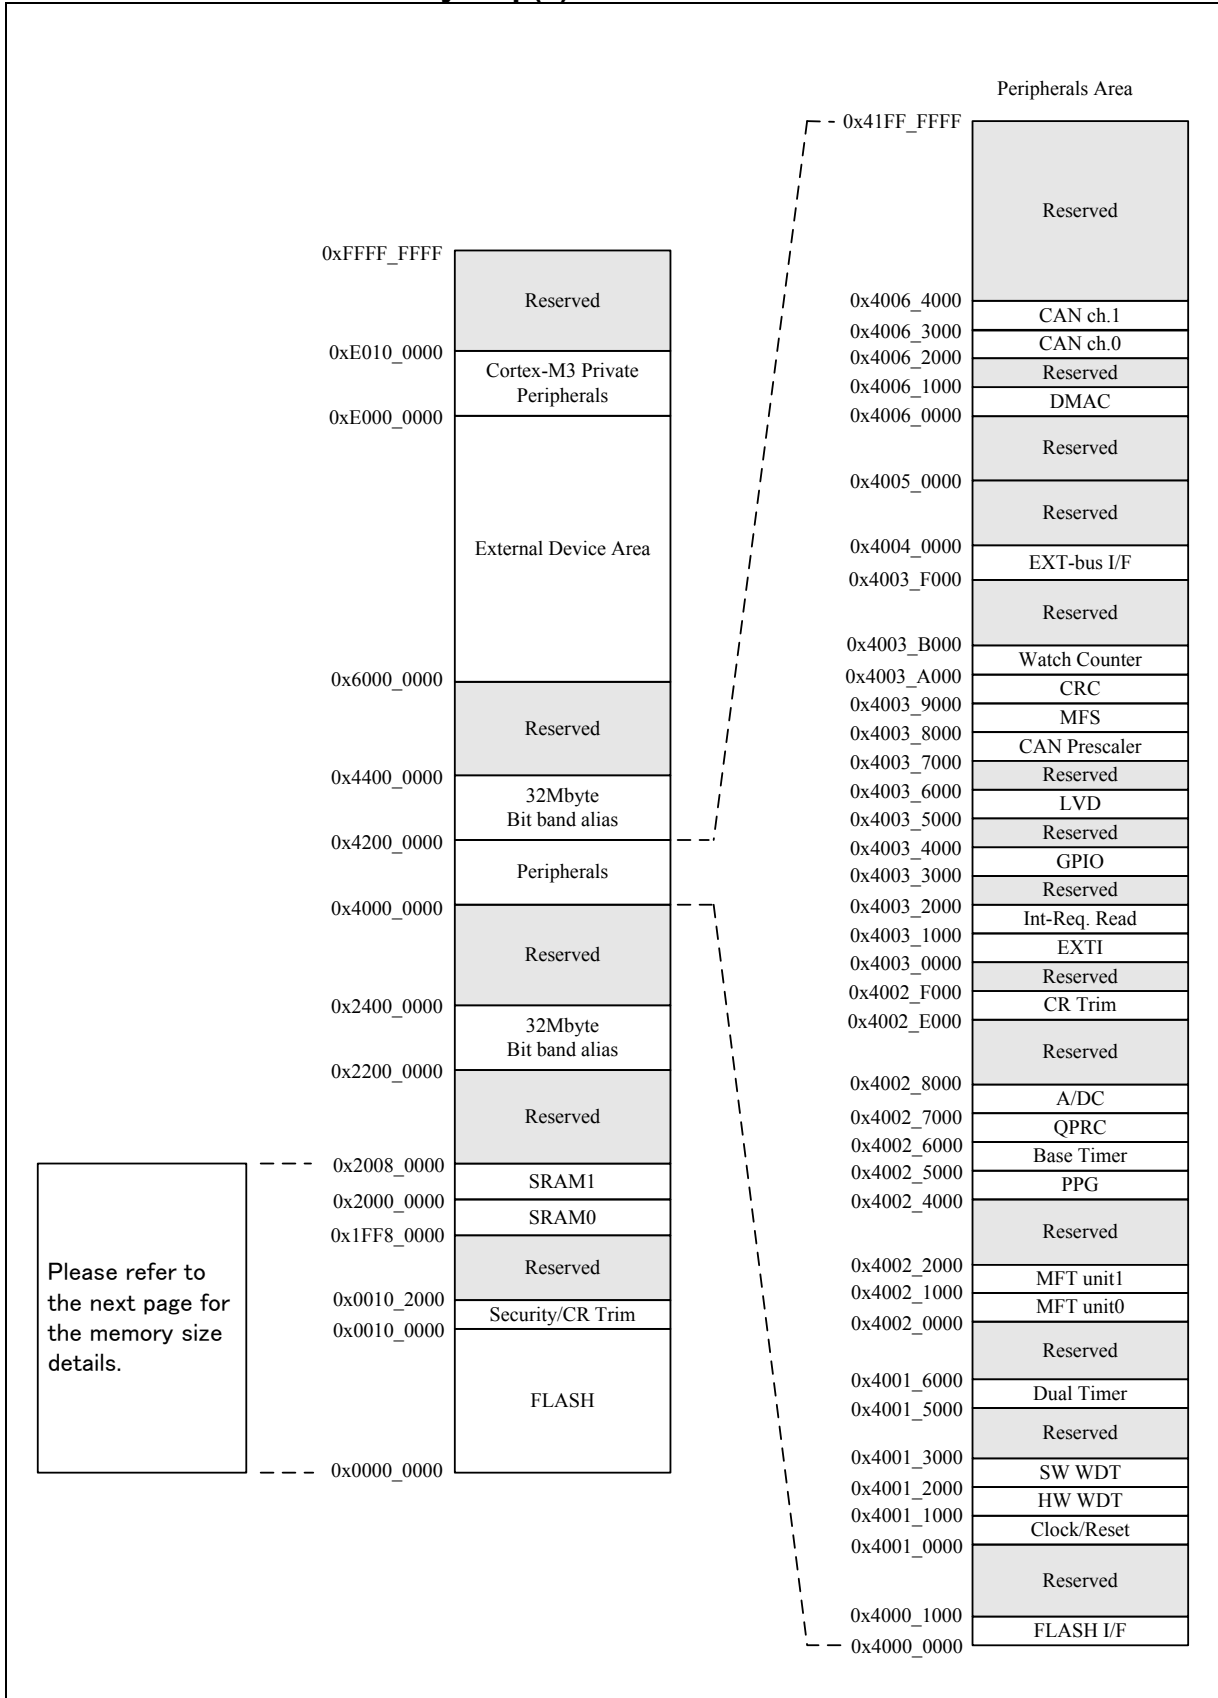 Peripherals Area
0x41FF_FFFF
Reserved
0x4006_4000
CAN ch.1
0x4006_3000
CAN ch.0
0x4006_2000
Reserved
0x4006_1000
DMAC
0x4006_0000
Reserved
0x4005_0000
Reserved
0x4004_0000
EXT-bus I/F
0x4003_F000
Reserved
0x4003_B000
Watch Counter
0x4003_A000
CRC
0x4003_9000
MFS
0x4003_8000
CAN Prescaler
0x4003_7000
Reserved
0x4003_6000
LVD
0x4003_5000
Reserved
0x4003_4000
GPIO
0x4003_3000
Reserved
0x4003_2000
Int-Req. Read
0x4003_1000
EXTI
0x4003_0000
Reserved
0x4002_F000
CR Trim
0x4002_E000
Reserved
0x4002_8000
A/DC
0x4002_7000
QPRC
0x4002_6000
Base Timer
0x4002_5000
PPG
0x4002_4000
Reserved
0x4002_2000
MFT unit1
0x4002_1000
MFT unit0
0x4002_0000
Reserved
0x4001_6000
Dual Timer
0x4001_5000
Reserved
0x4001_3000
SW WDT
0x4001_2000
HW WDT
0x4001_1000
Clock/Reset
0x4001_0000
Reserved
0x4000_1000
FLASH I/F
0x4000_0000
0xFFFF_FFFF
Reserved
0xE010_0000
Cortex-M3 Private
Peripherals
0xE000_0000
External Device Area
0x6000_0000
Reserved
0x4400_0000
32Mbyte
Bit band alias
0x4200_0000
Peripherals
0x4000_0000
Reserved
0x2400_0000
32Mbyte
Bit band alias
0x2200_0000
Reserved
0x2008_0000
SRAM1
0x2000_0000
SRAM0
0x1FF8_0000
Reserved
0x0010_2000
Security/CR Trim
0x0010_0000
FLASH
0x0000_0000
Please refer to
the next page for
the memory size
details.